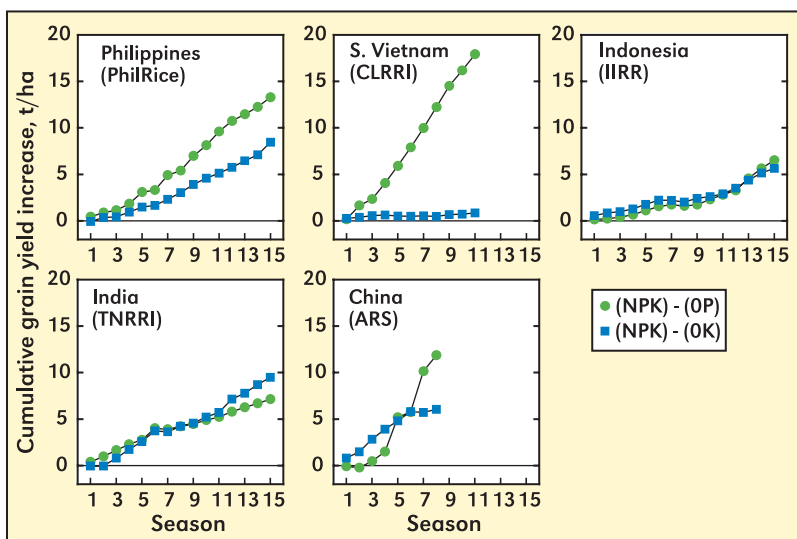 Cumulative grain yield increase, t/ha
Philippines
(PhilRice)
20
15
10
5
0
1 3 5 7 9 11 13 15
S. Vietnam
(CLRRI)
20
15
10
5
0
1 3 5 7 9 11 13 15
Indonesia
(IIRR)
20
15
10
5
0
1 3 5 7 9 11 13 15
India
(TNRRI)
20
15
10
5
0
1 3 5 7 9 11 13 15
Season
China
(ARS)
20
15
10
5
0
1 3 5 7 9 11 13 15
Season
(NPK) - (0P)
(NPK) - (0K)